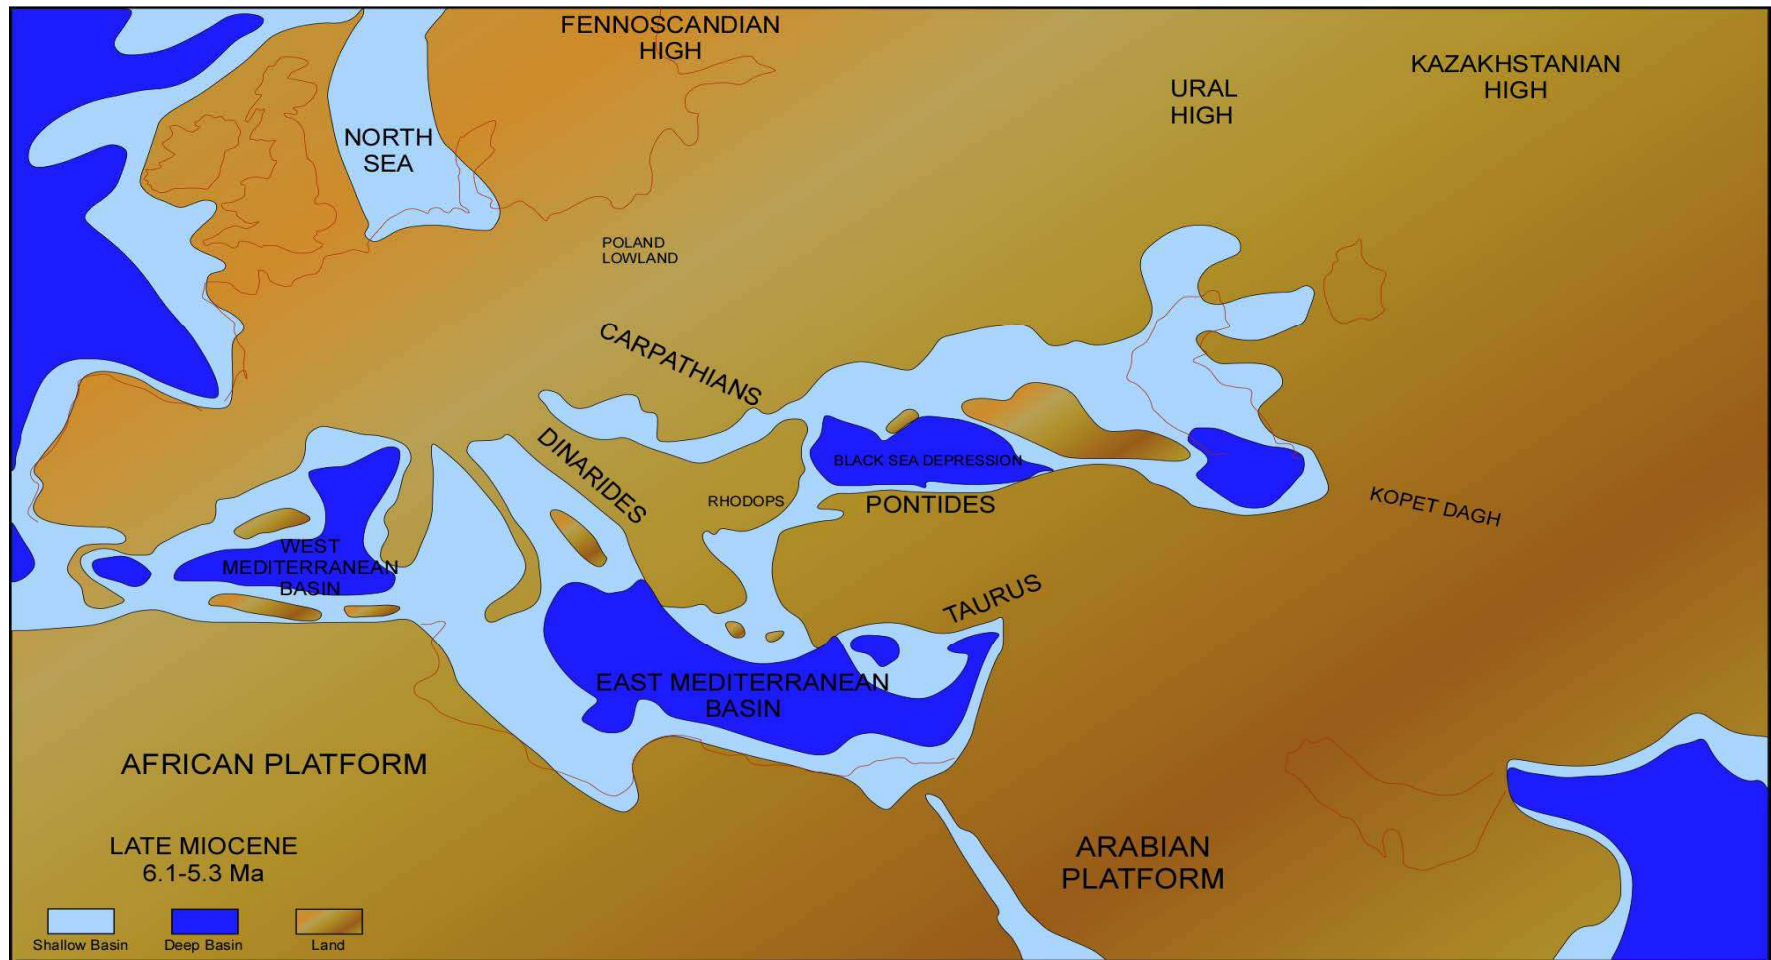 FENNOSCANDIAN
HIGH
KAZAKHSTANIAN
HIGH
URAL
HIGH
NORTH
SEA
POLAND
LOWLAND
CARPATHIANS
DINARIDES
BLACK SEA DEPRESSION
RHODOPS
PONTIDES
KOPET DAGH
WEST
MEDITERRANEAN
BASIN
TAURUS
EAST MEDITERRANEAN
BASIN
AFRICAN PLATFORM
ARABIAN
PLATFORM
LATE MIOCENE
6.1-5.3 Ma
Shallow Basin
Deep Basin
Land